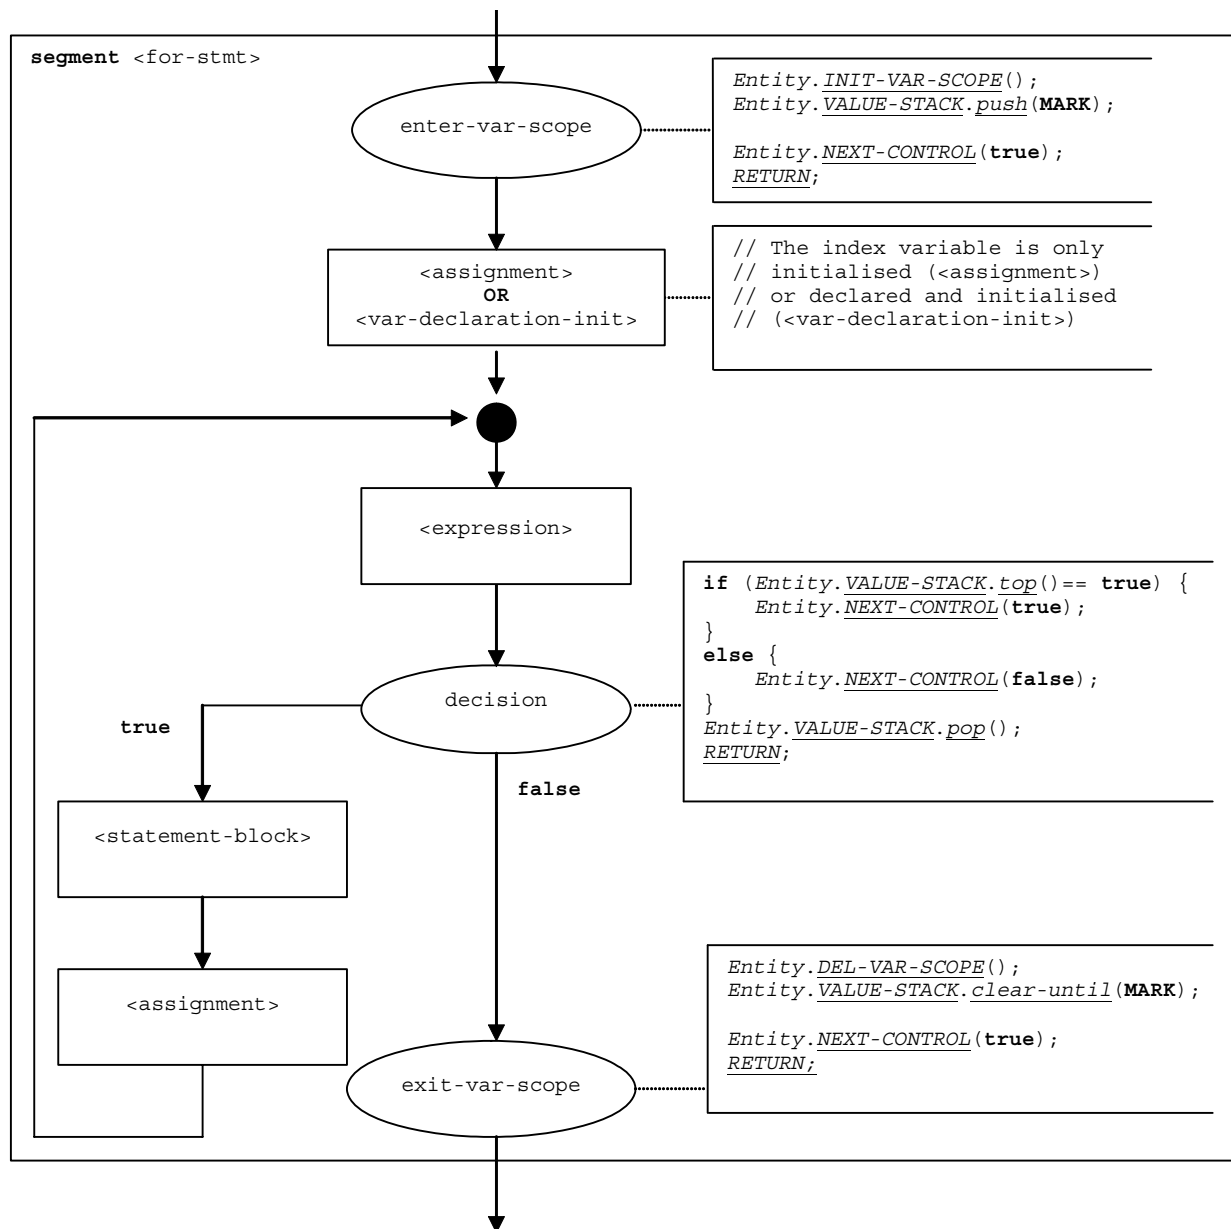 segment <for-stmt>
enter-var-scope
Entity.INIT-VAR-SCOPE();
Entity.VALUE-STACK.push(MARK);
Entity.NEXT-CONTROL(true);
RETURN;
<assignment>
OR
<var-declaration-init>
// The index variable is only
// initialised (<assignment>)
// or declared and initialised
// (<var-declaration-init>)
<expression>
decision
if (Entity.VALUE-STACK.top()== true) {
Entity.NEXT-CONTROL(true);
}
else {
Entity.NEXT-CONTROL(false);
}
Entity.VALUE-STACK.pop();
RETURN;
true
false
<statement-block>
<assignment>
exit-var-scope
Entity.DEL-VAR-SCOPE();
Entity.VALUE-STACK.clear-until(MARK);
Entity.NEXT-CONTROL(true);
RETURN;